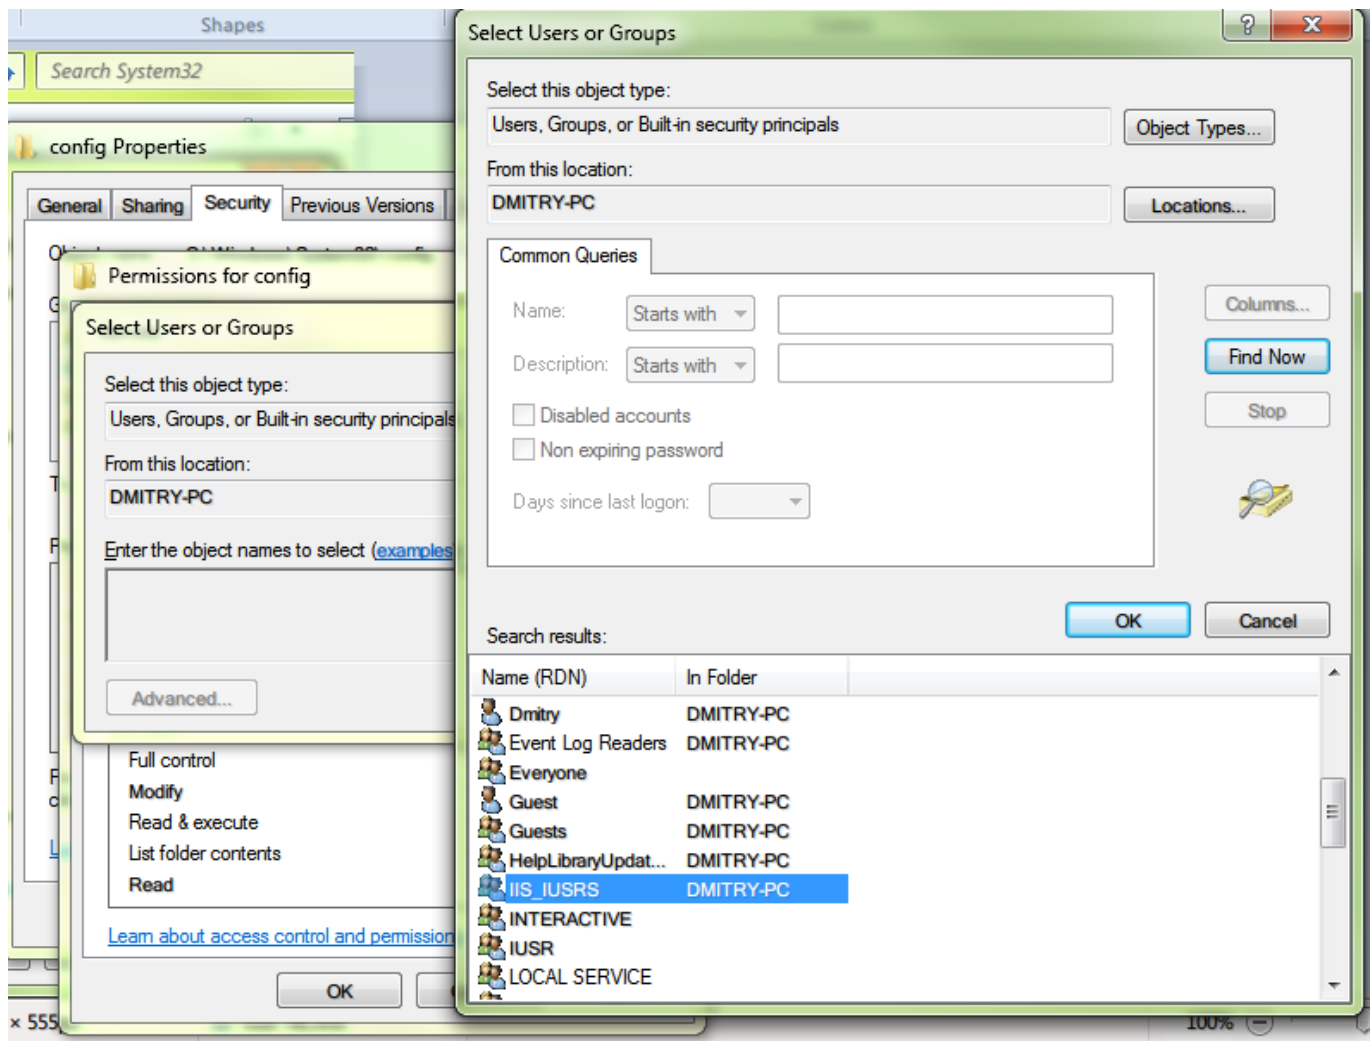 Shapes
Search System32
config Properties
General Sharing Security Previous Versions
Permissions for config
Select Users or Groups
Select this object type:
Users, Groups, or Built-in security principals
From this location:
DMITRY-PC
Enter the object names to select (examples
Advanced...
Full control
Modify
Read & execute
List folder contents
Read
Learn about access control and permission
OK
× 555
Select Users or Groups
Select this object type:
Users, Groups, or Built-in security principals
Object Types...
From this location:
DMITRY-PC
Locations...
Common Queries
Name: Starts with
Description: Starts with
Disabled accounts
Non expiring password
Days since last logon:
Columns...
Find Now
Stop
OK Cancel
Search results:
Name (RDN) In Folder
Dmitry DMITRY-PC
Event Log Readers DMITRY-PC
Everyone
Guest DMITRY-PC
Guests DMITRY-PC
HelpLibraryUpdat... DMITRY-PC
IIS_IUSRS DMITRY-PC
INTERACTIVE
IUSR
LOCAL SERVICE
100%